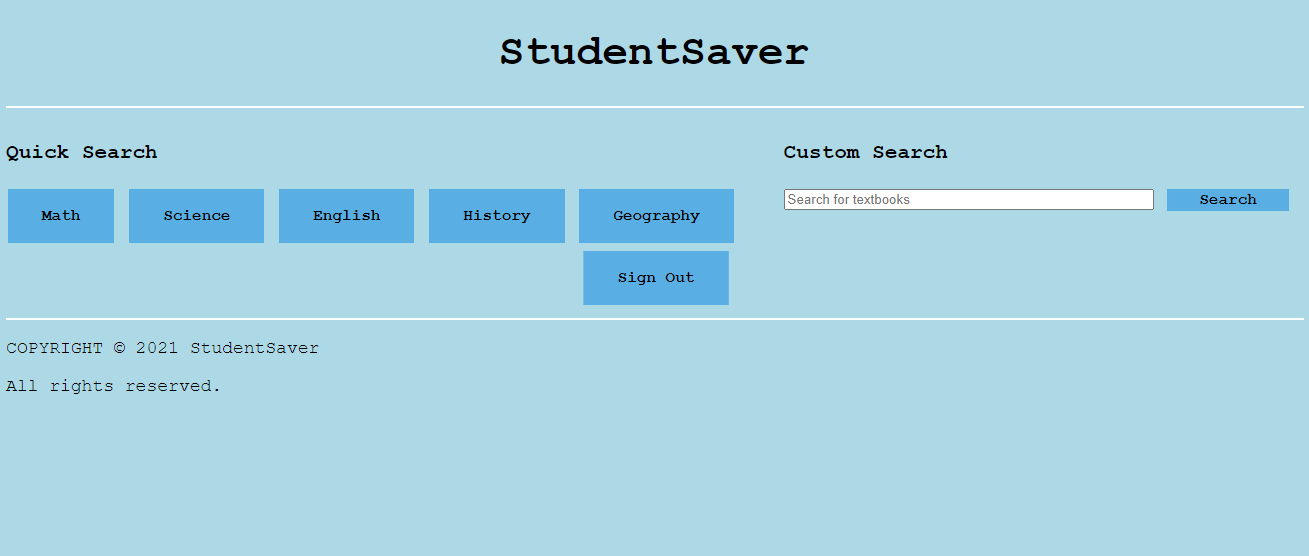 StudentSaver
Quick Search
Custom Search
Math
Science
English
History
Geography
Search for textbooks
Search
Sign Out
COPYRIGHT © 2021 StudentSaver
All rights reserved.